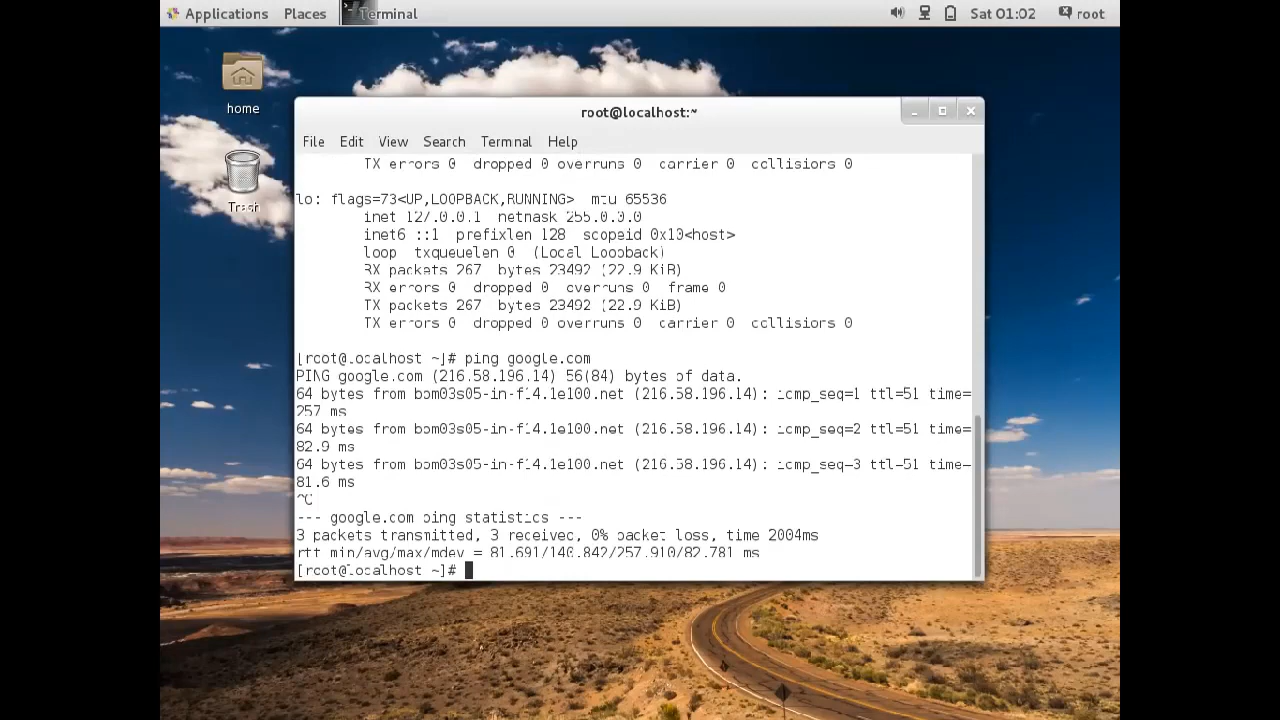 Applications Places Terminal Sat 01:02 root
home
Trash
root@localhost:~
File Edit View Search Terminal Help
TX errors 0 dropped 0 overruns 0 carrier 0 collisions 0
lo: flags=73<UP,LOOPBACK,RUNNING> mtu 65536
inet 127.0.0.1 netmask 255.0.0.0
inet6 ::1 prefixlen 128 scopeid 0x10<host>
loop txqueuelen 0 (Local Loopback)
RX packets 267 bytes 23492 (22.9 KiB)
RX errors 0 dropped 0 overruns 0 frame 0
TX packets 267 bytes 23492 (22.9 KiB)
TX errors 0 dropped 0 overruns 0 carrier 0 collisions 0
[root@localhost ~]# ping google.com
PING google.com (216.58.196.14) 56(84) bytes of data.
64 bytes from bom03s05-in-f14.1e100.net (216.58.196.14): icmp_seq=1 ttl=51 time=
257 ms
64 bytes from bom03s05-in-f14.1e100.net (216.58.196.14): icmp_seq=2 ttl=51 time=
82.9 ms
64 bytes from bom03s05-in-f14.1e100.net (216.58.196.14): icmp_seq=3 ttl=51 time=
81.6 ms
^C
--- google.com ping statistics ---
3 packets transmitted, 3 received, 0% packet loss, time 2004ms
rtt min/avg/max/mdev = 81.691/140.842/257.910/82.781 ms
[root@localhost ~]#